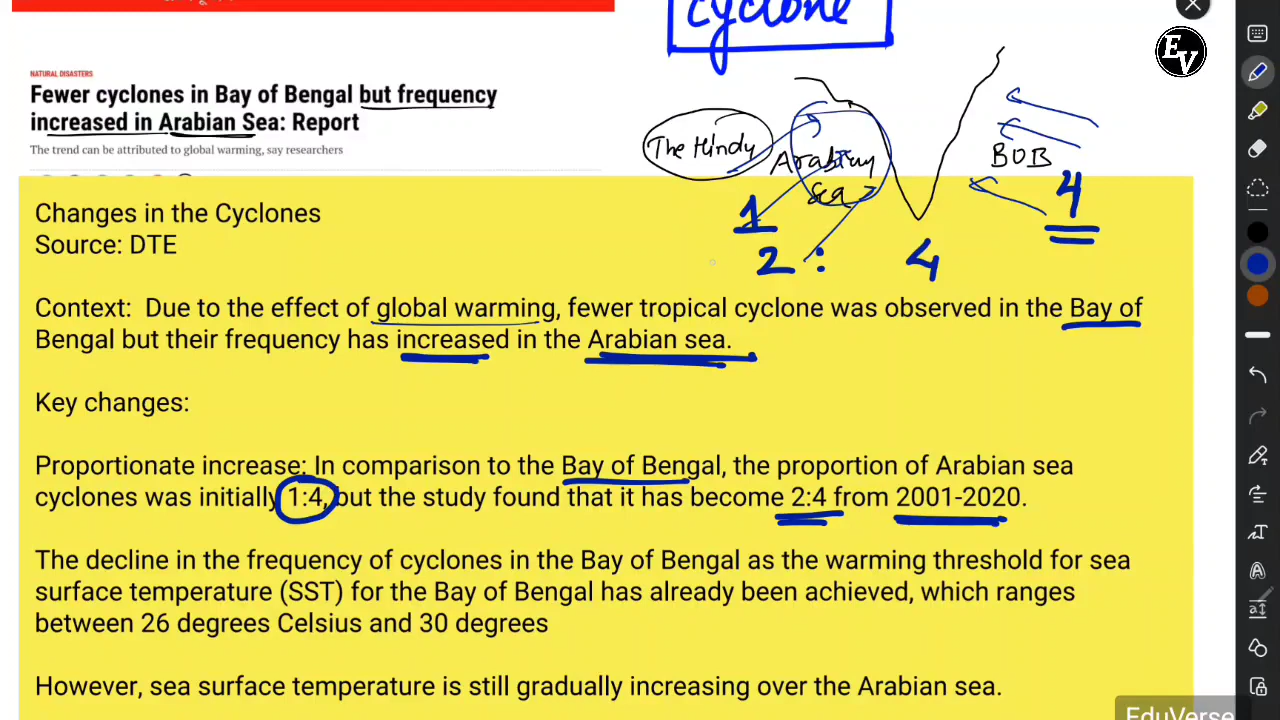 cyclone
EV
NATURAL DISASTERS
Fewer cyclones in Bay of Bengal but frequency
increased in Arabian Sea: Report
The trend can be attributed to global warming, say researchers
The Hindy
Arabian
Sea
BOB
1
4
2 : 4
Changes in the Cyclones
Source: DTE
Context: Due to the effect of global warming, fewer tropical cyclone was observed in the Bay of
Bengal but their frequency has increased in the Arabian sea.
Key changes:
Proportionate increase: In comparison to the Bay of Bengal, the proportion of Arabian sea
cyclones was initially 1:4, but the study found that it has become 2:4 from 2001-2020.
The decline in the frequency of cyclones in the Bay of Bengal as the warming threshold for sea
surface temperature (SST) for the Bay of Bengal has already been achieved, which ranges
between 26 degrees Celsius and 30 degrees
However, sea surface temperature is still gradually increasing over the Arabian sea.
EduVerse